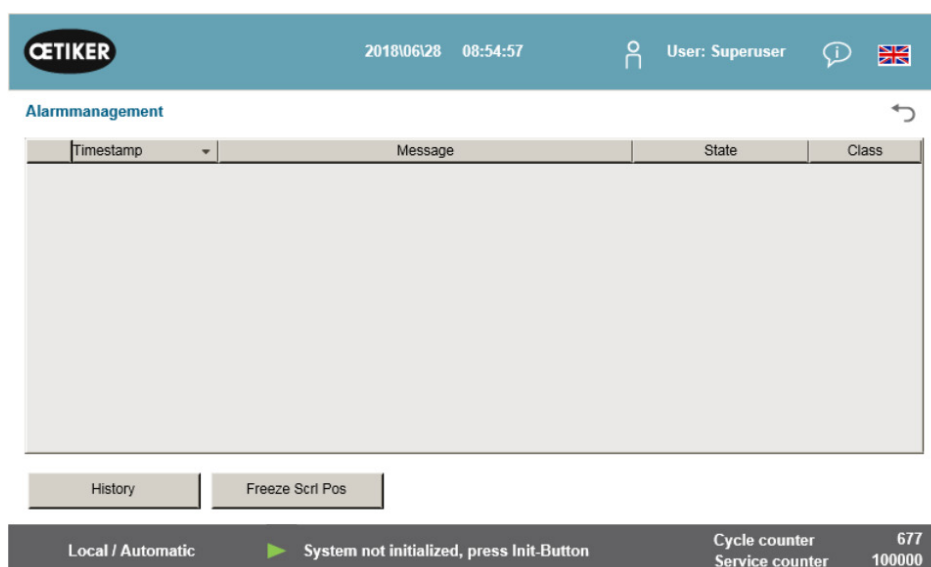 ŒTIKER 2018\06\28 08:54:57 User: Superuser
Alarmmanagement
Timestamp Message State Class
History Freeze Scrl Pos
Local / Automatic System not initialized, press Init-Button Cycle counter 677
Service counter 100000